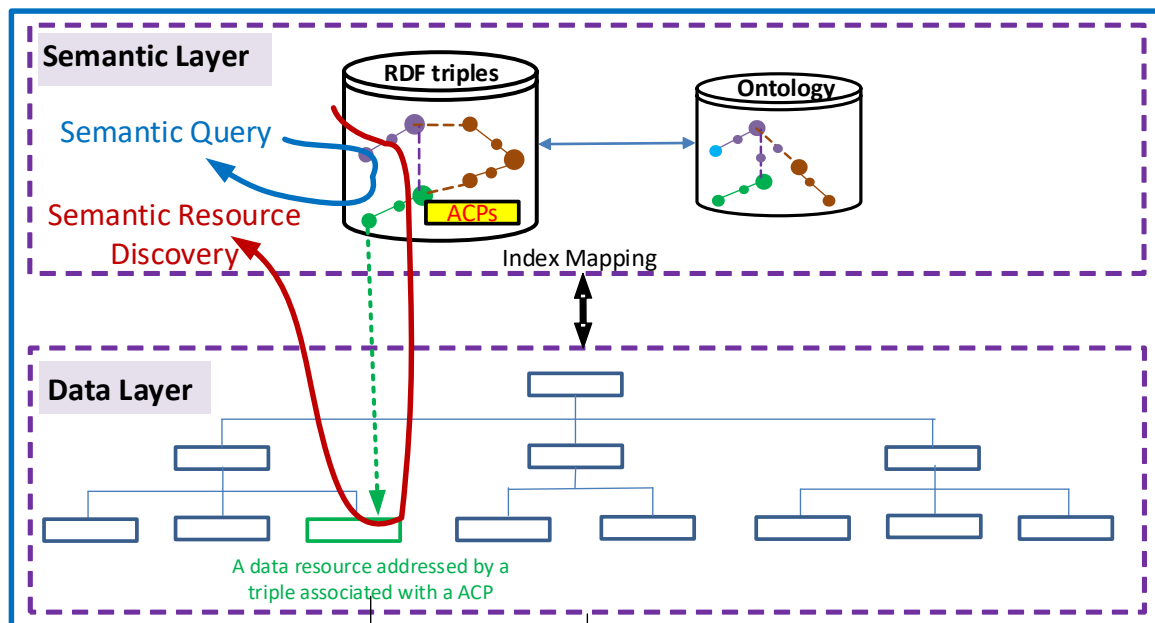 Semantic Layer
RDF triples
Ontology
Semantic Query
ACPs
Semantic Resource
Discovery
Index Mapping
Data Layer
A data resource addressed by a
triple associated with a ACP